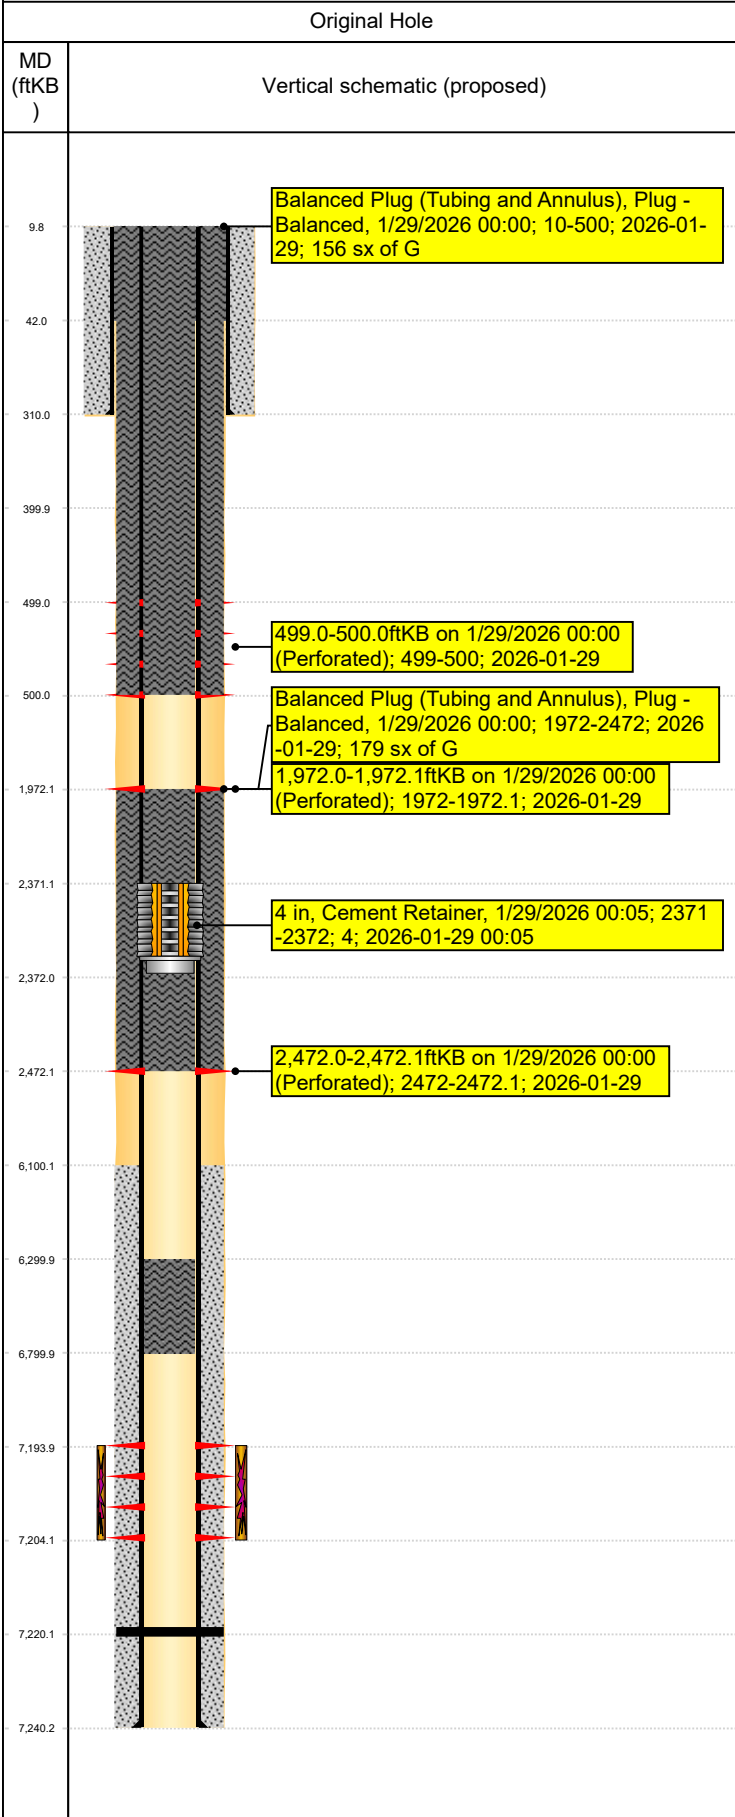 Original Hole
MD
(ftKB
)
Vertical schematic (proposed)
Balanced Plug (Tubing and Annulus), Plug -
Balanced, 1/29/2026 00:00; 10-500; 2026-01-
29; 156 sx of G
9.8
42.0
310.0
399.9
499.0
499.0-500.0ftKB on 1/29/2026 00:00
(Perforated); 499-500; 2026-01-29
500.0
Balanced Plug (Tubing and Annulus), Plug -
Balanced, 1/29/2026 00:00; 1972-2472; 2026
-01-29; 179 sx of G
1,972.1
1,972.0-1,972.1ftKB on 1/29/2026 00:00
(Perforated); 1972-1972.1; 2026-01-29
2,371.1
4 in, Cement Retainer, 1/29/2026 00:05; 2371
-2372; 4; 2026-01-29 00:05
2,372.0
2,472.1
2,472.0-2,472.1ftKB on 1/29/2026 00:00
(Perforated); 2472-2472.1; 2026-01-29
6,100.1
6,299.9
6,799.9
7,193.9
7,204.1
7,220.1
7,240.2